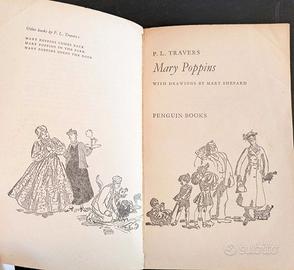 Other books by P. L. Travers
MARY POPPINS COMES BACK
MARY POPPINS IN THE PARK
MARY POPPINS OPENS THE DOOR
P. L. TRAVERS
Mary Poppins
WITH DRAWINGS BY MARY SHEPARD
PENGUIN BOOKS
subito.it